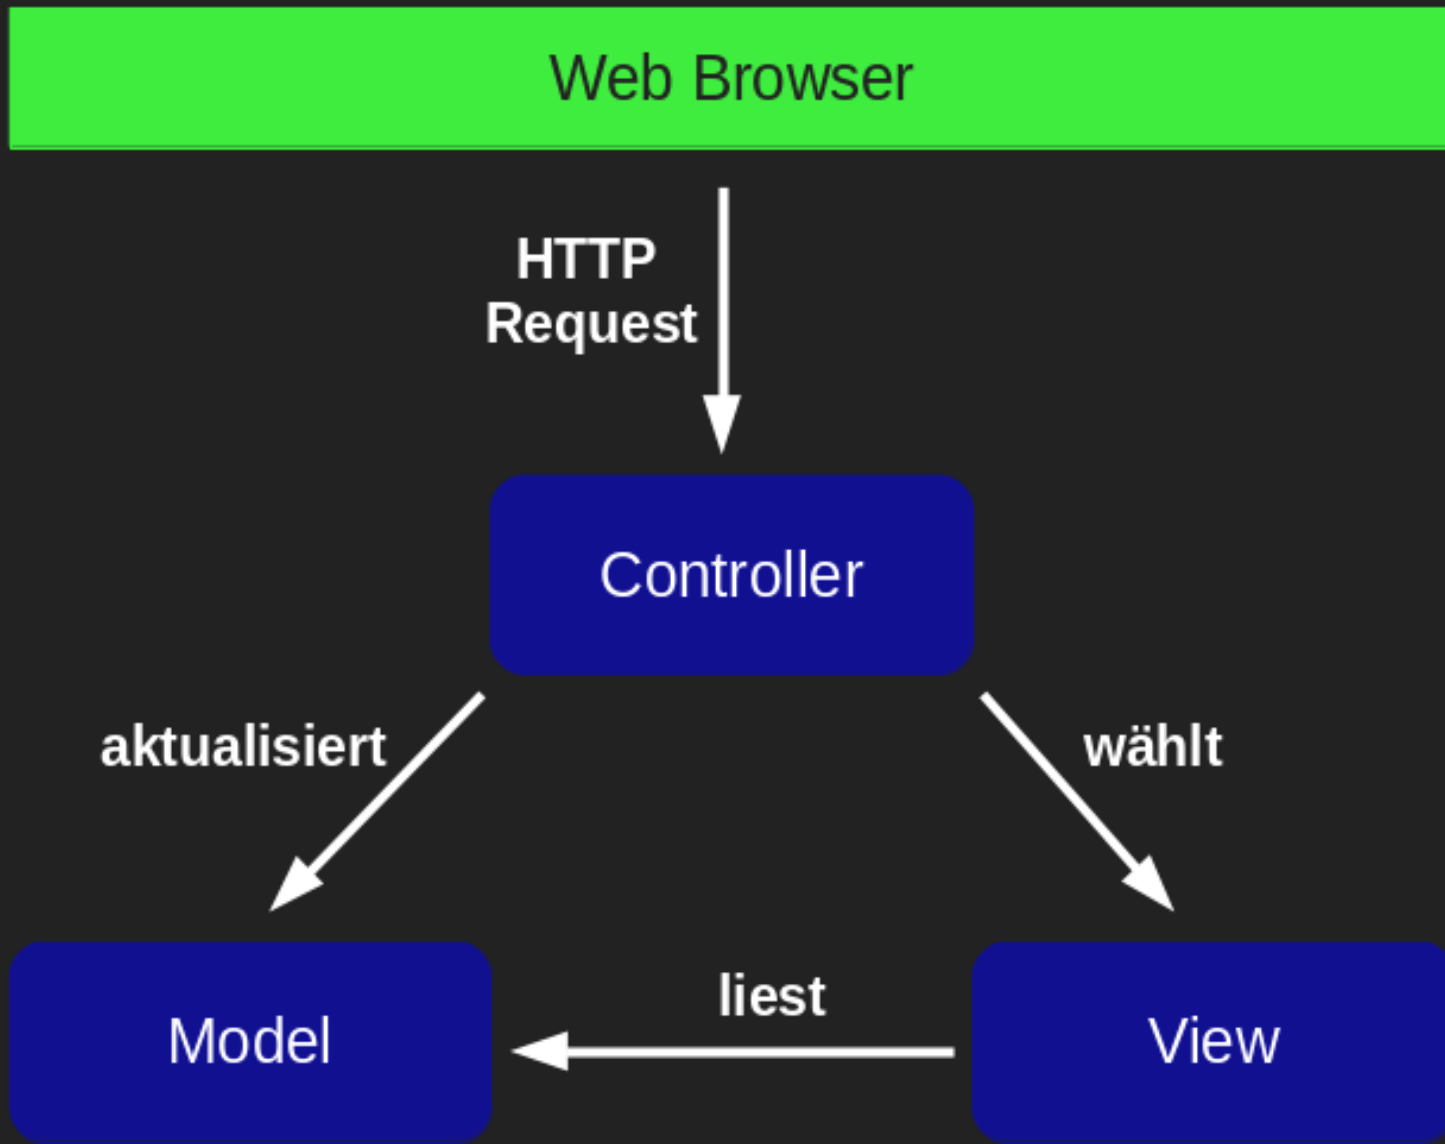 Web Browser
HTTP
Request
Controller
aktualisiert
wählt
liest
Model
View